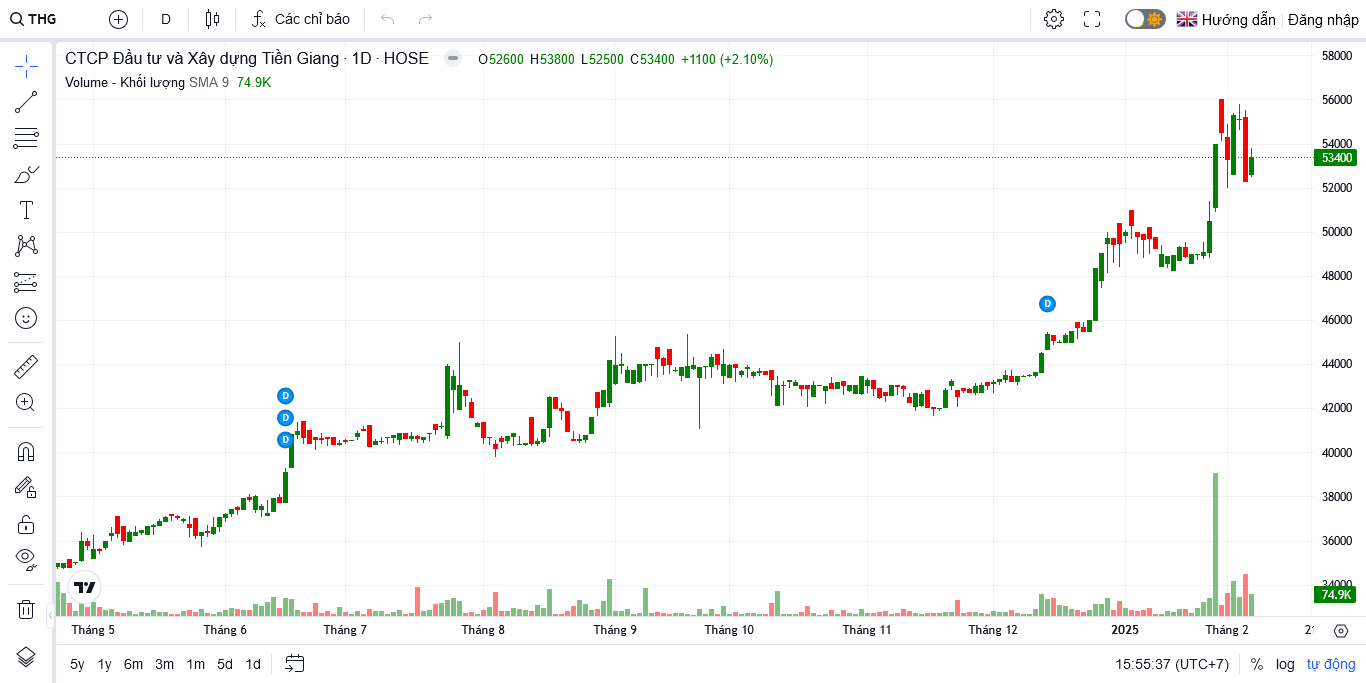 THG D Các chỉ báo Hướng dẫn Đăng nhập
CTCP Đầu tư và Xây dựng Tiền Giang · 1D · HOSE O52600 H53800 L52500 C53400 +1100 (+2.10%)
Volume - Khối lượng SMA 9 74.9K
58000
56000
54000
53400
52000
50000
48000
46000
44000
42000
40000
38000
36000
34000
74.9K
D
D
D
D
Tháng 5 Tháng 6 Tháng 7 Tháng 8 Tháng 9 Tháng 10 Tháng 11 Tháng 12 2025 Tháng 2 21
5y 1y 6m 3m 1m 5d 1d 15:55:37 (UTC+7) % log tự động